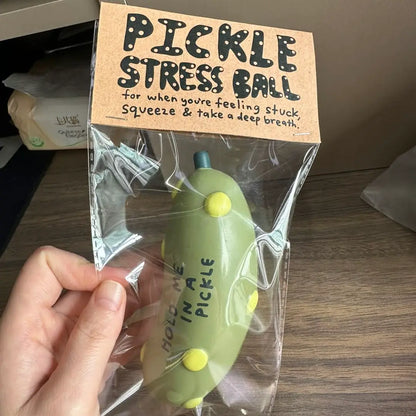 PICKLE
STRESS BALL
for when you're feeling stuck,
squeeze & take a deep breath.
HOLD ME
IN A
PICKLE